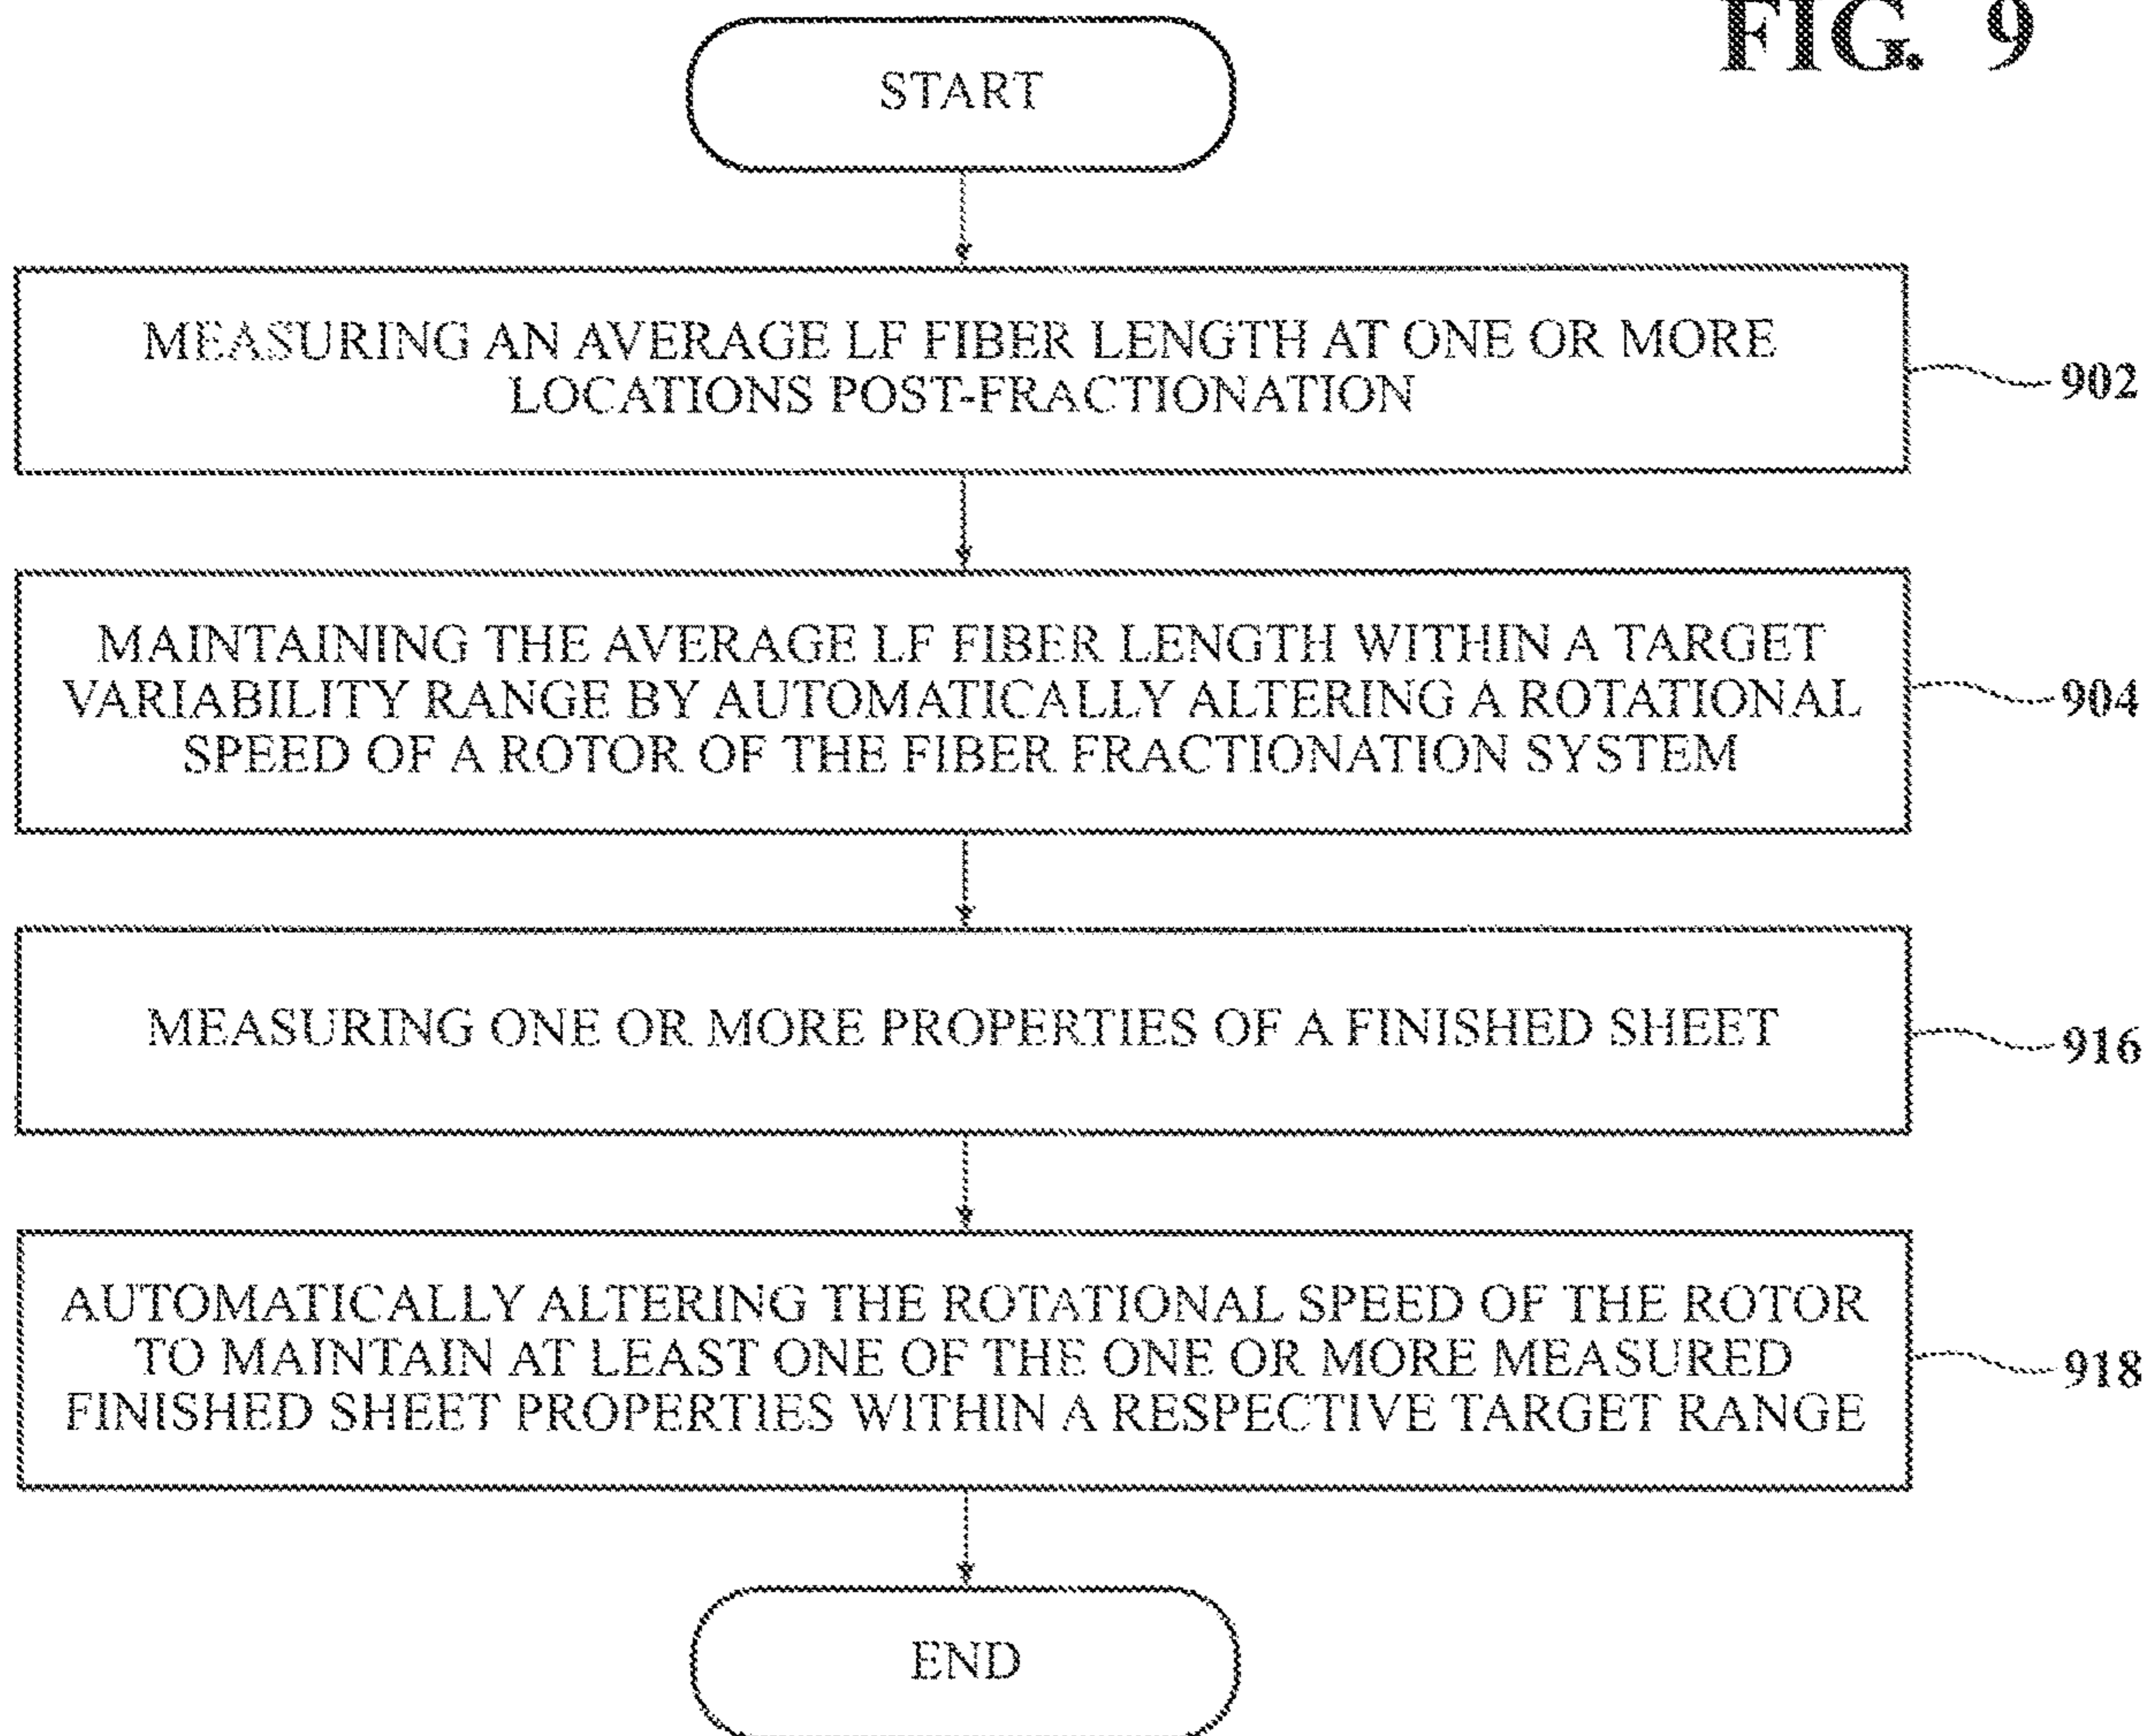 FIG. 9
START
MEASURING AN AVERAGE LF FIBER LENGTH AT ONE OR MORE
LOCATIONS POST-FRACTIONATION
902
MAINTAINING THE AVERAGE LF FIBER LENGTH WITHIN A TARGET
VARIABILITY RANGE BY AUTOMATICALLY ALTERING A ROTATIONAL
SPEED OF A ROTOR OF THE FIBER FRACTIONATION SYSTEM
904
MEASURING ONE OR MORE PROPERTIES OF A FINISHED SHEET
916
AUTOMATICALLY ALTERING THE ROTATIONAL SPEED OF THE ROTOR
TO MAINTAIN AT LEAST ONE OF THE ONE OR MORE MEASURED
FINISHED SHEET PROPERTIES WITHIN A RESPECTIVE TARGET RANGE
918
END